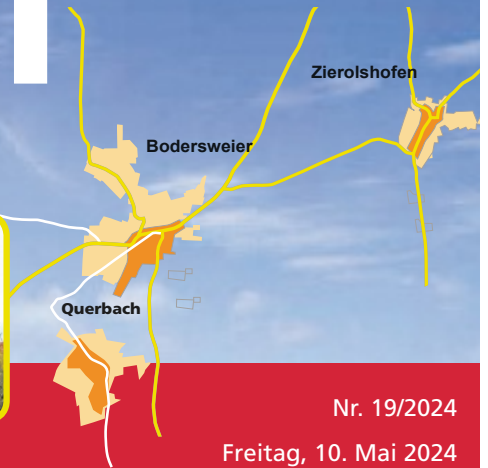 Zierolshofen
Bodersweier
Querbach
Nr. 19/2024
Freitag, 10. Mai 2024